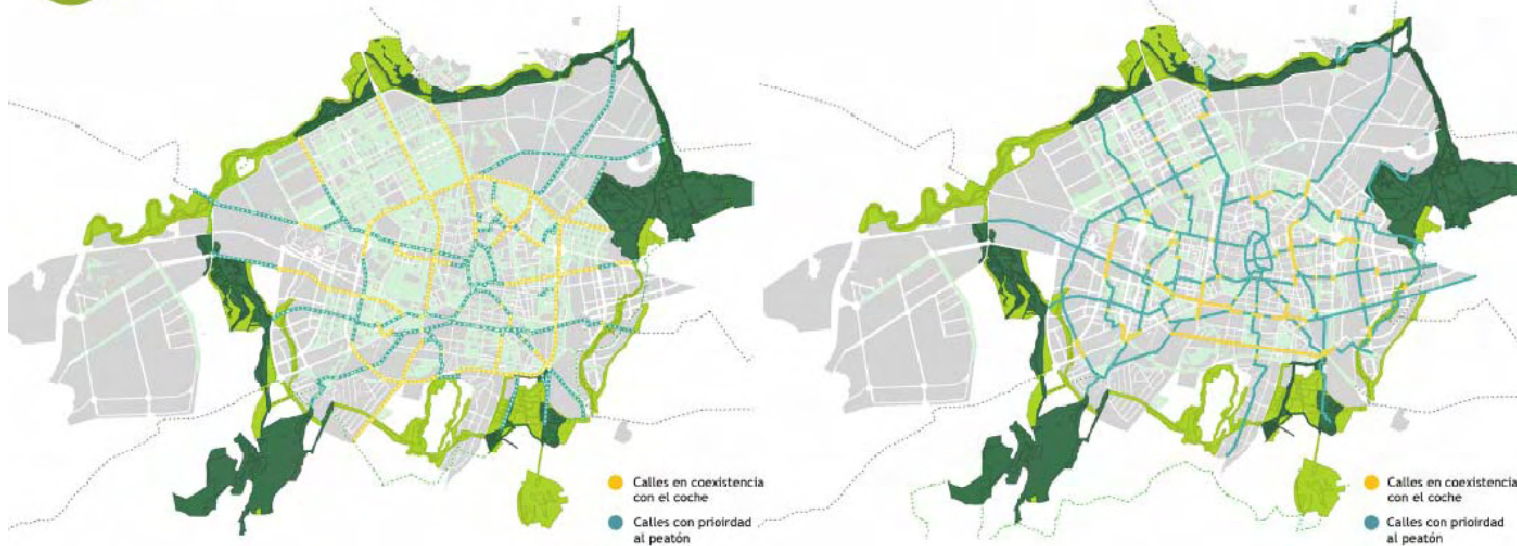 Calles en coexistencia
con el coche
Calles con prioirdad
al peatón
Calles en coexistencia
con el coche
Calles con prioirdad
al peatón